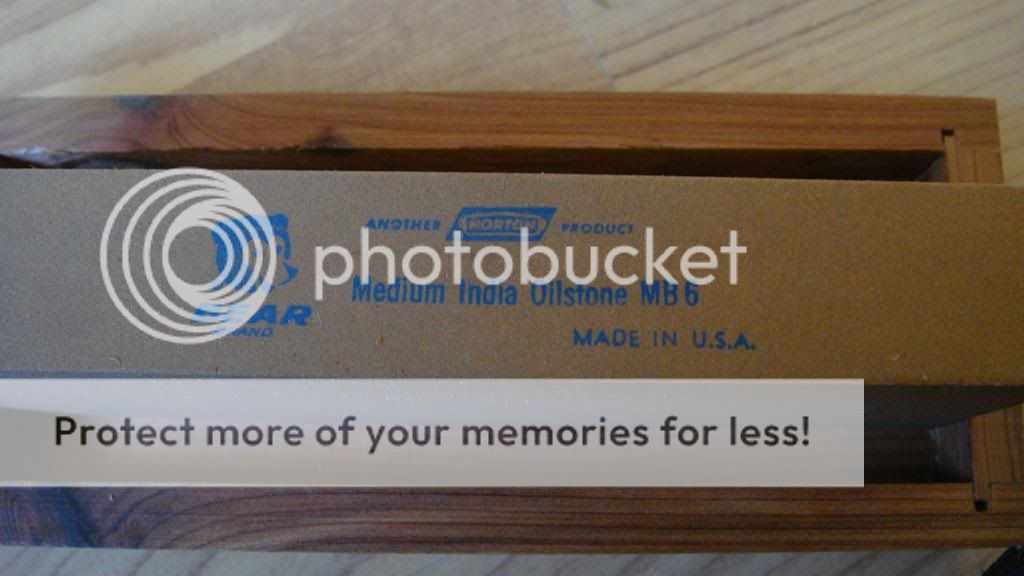 ANOTHER NORTON PRODUCT
photobucket
Medium India Oilstone MB6
BEAR
BRAND
MADE IN U.S.A.
Protect more of your memories for less!